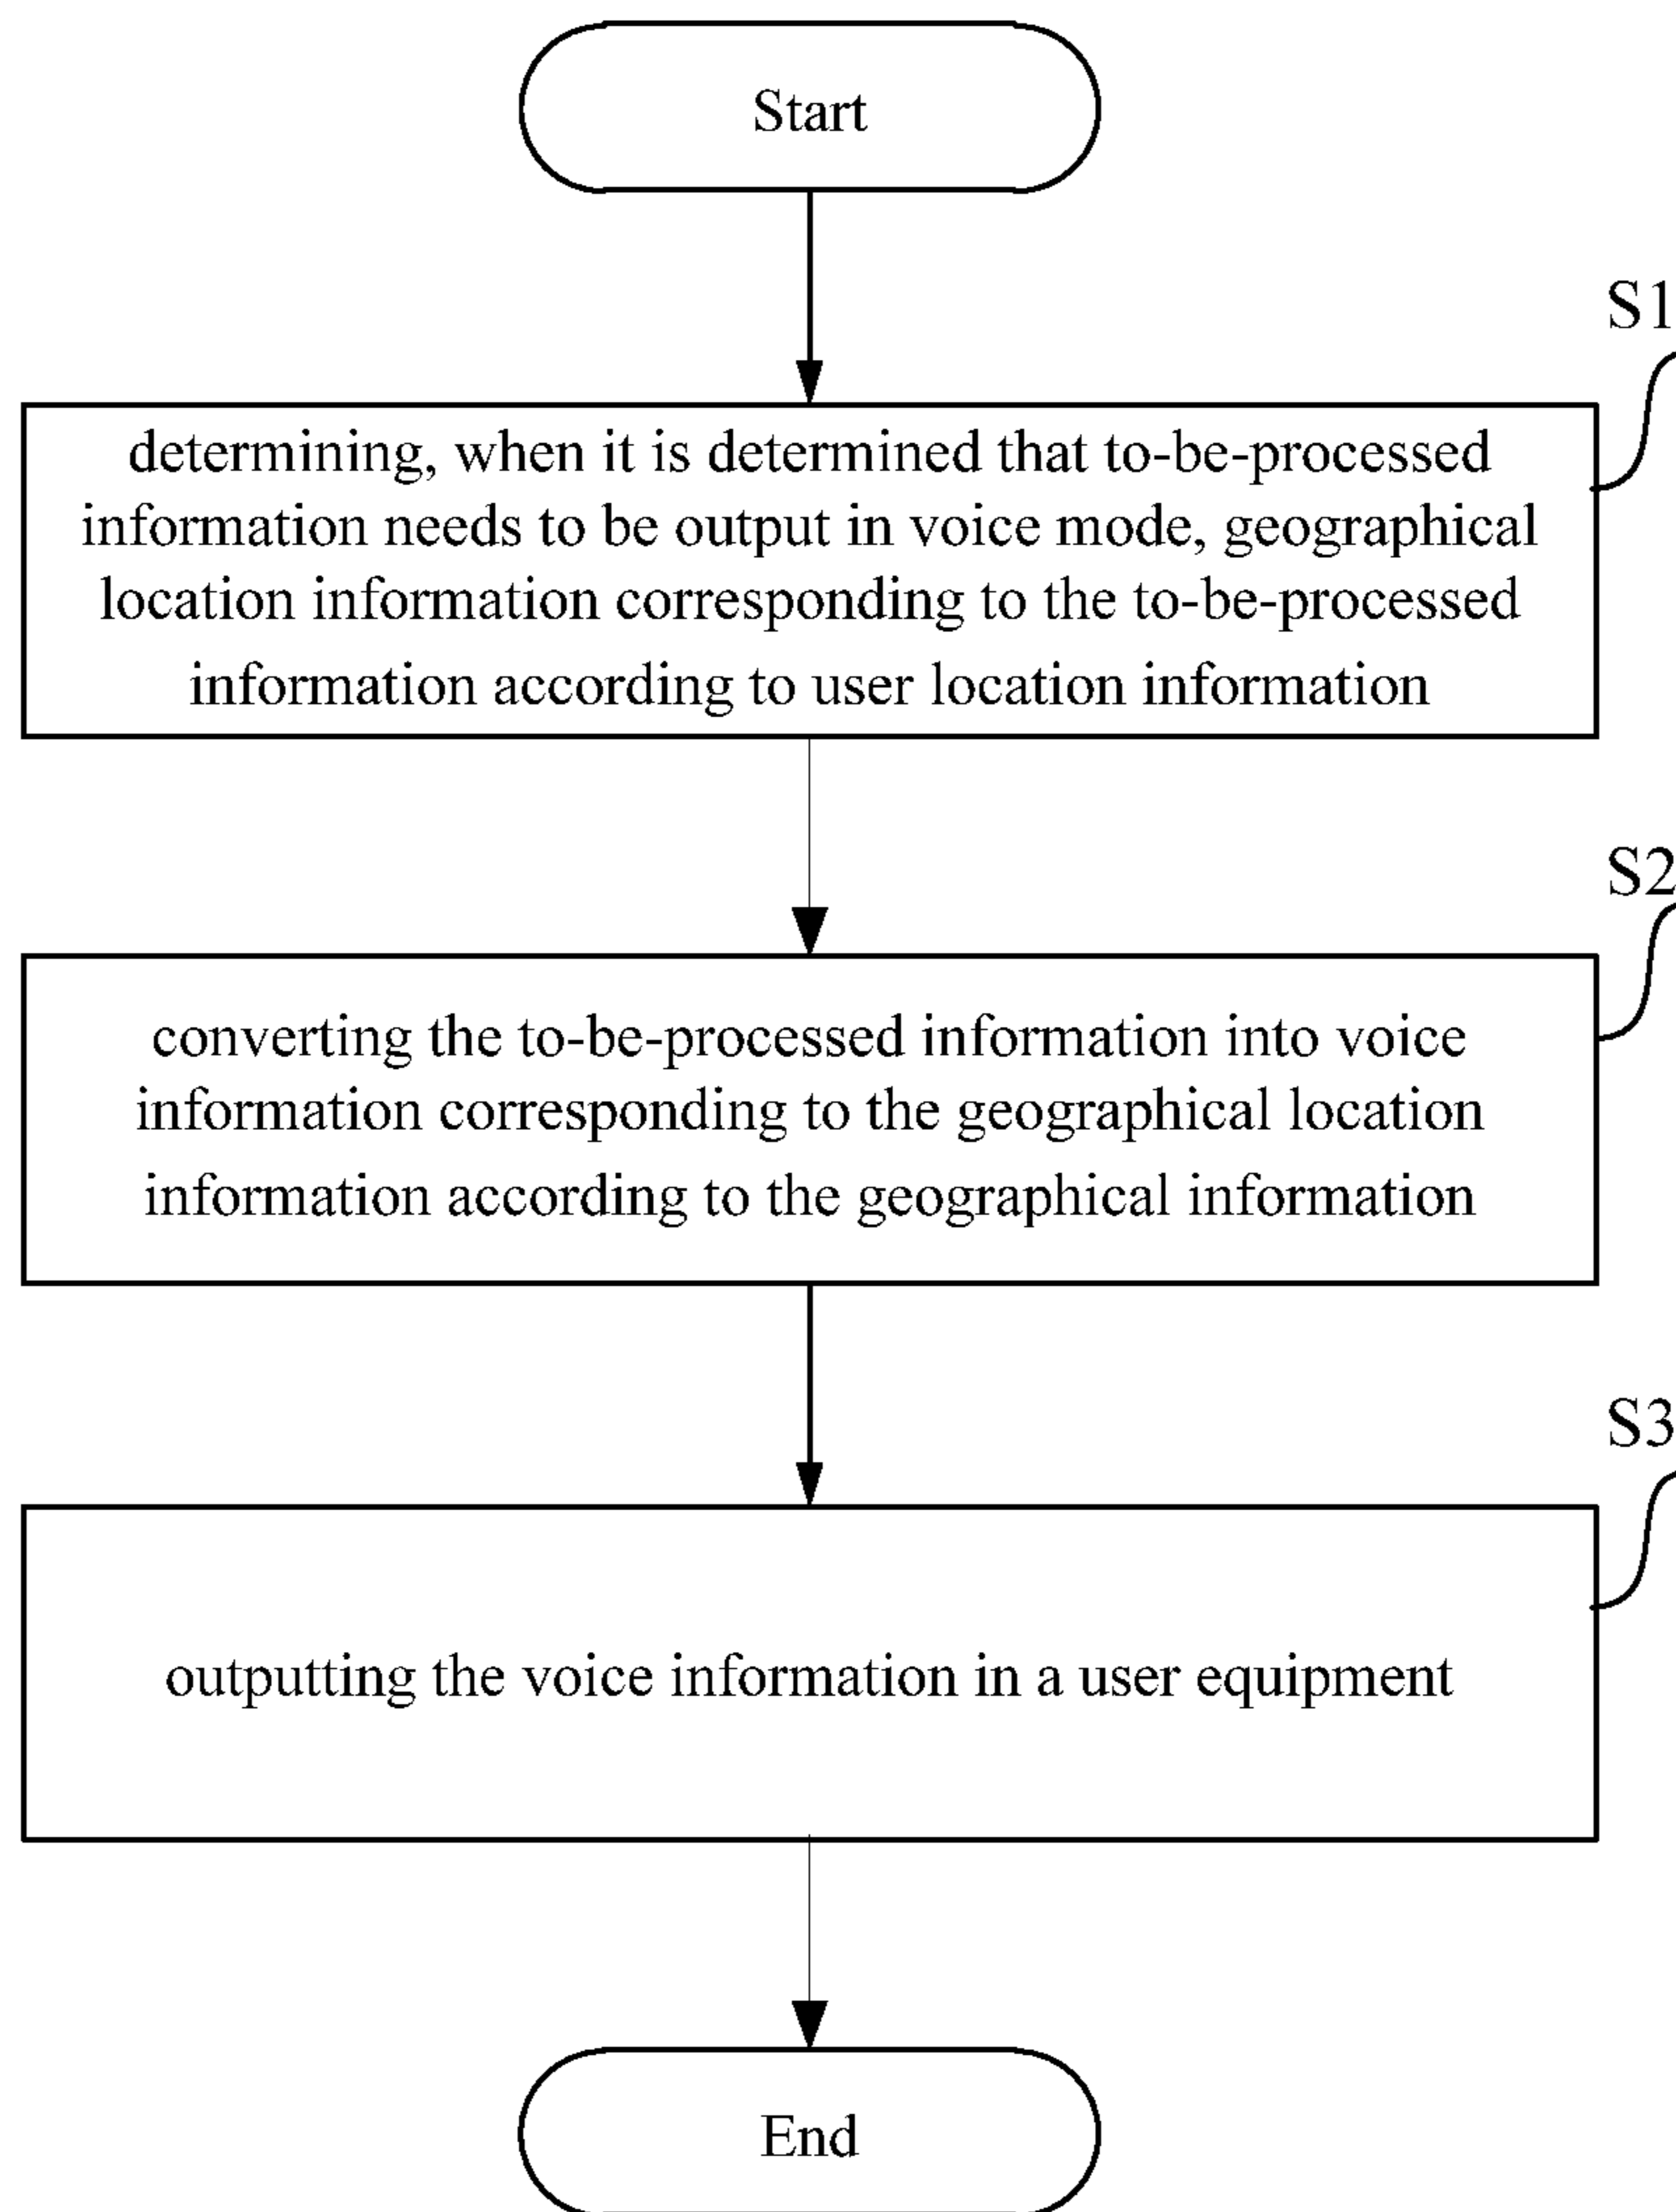 Start
S1
determining, when it is determined that to-be-processed
information needs to be output in voice mode, geographical
location information corresponding to the to-be-processed
information according to user location information
S2
converting the to-be-processed information into voice
information corresponding to the geographical location
information according to the geographical information
S3
outputting the voice information in a user equipment
End